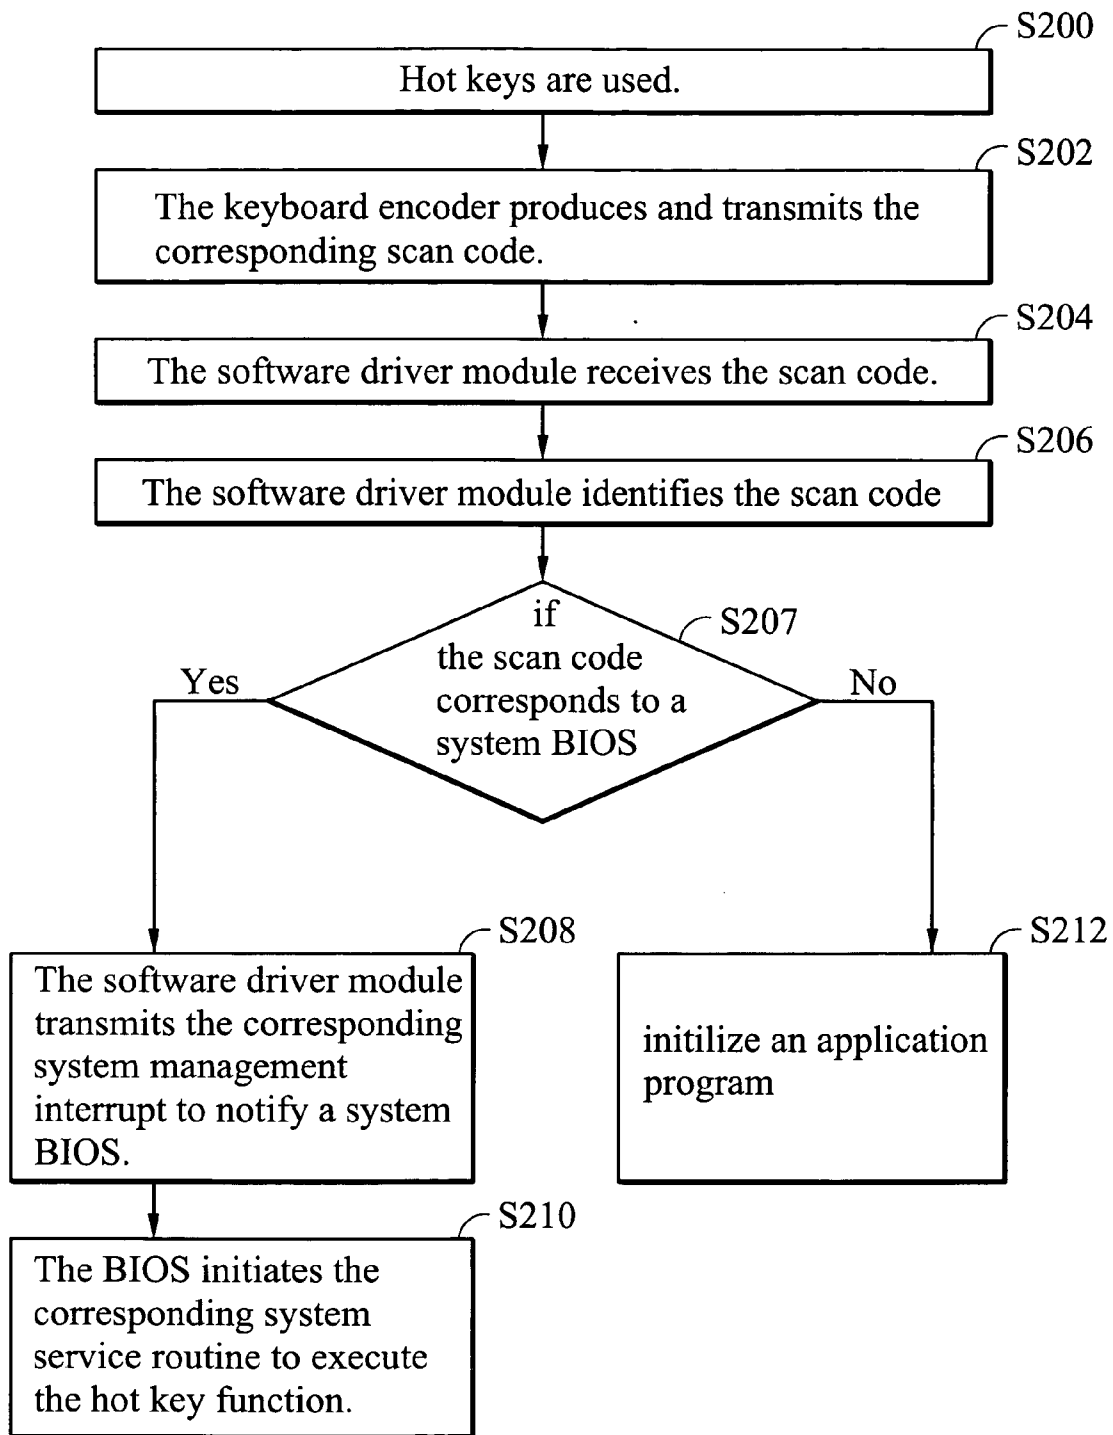 S200
Hot keys are used.
S202
The keyboard encoder produces and transmits the
corresponding scan code.
S204
The software driver module receives the scan code.
S206
The software driver module identifies the scan code
S207
if
the scan code
corresponds to a
system BIOS
Yes
No
S208
The software driver module
transmits the corresponding
system management
interrupt to notify a system
BIOS.
S212
initilize an application
program
S210
The BIOS initiates the
corresponding system
service routine to execute
the hot key function.